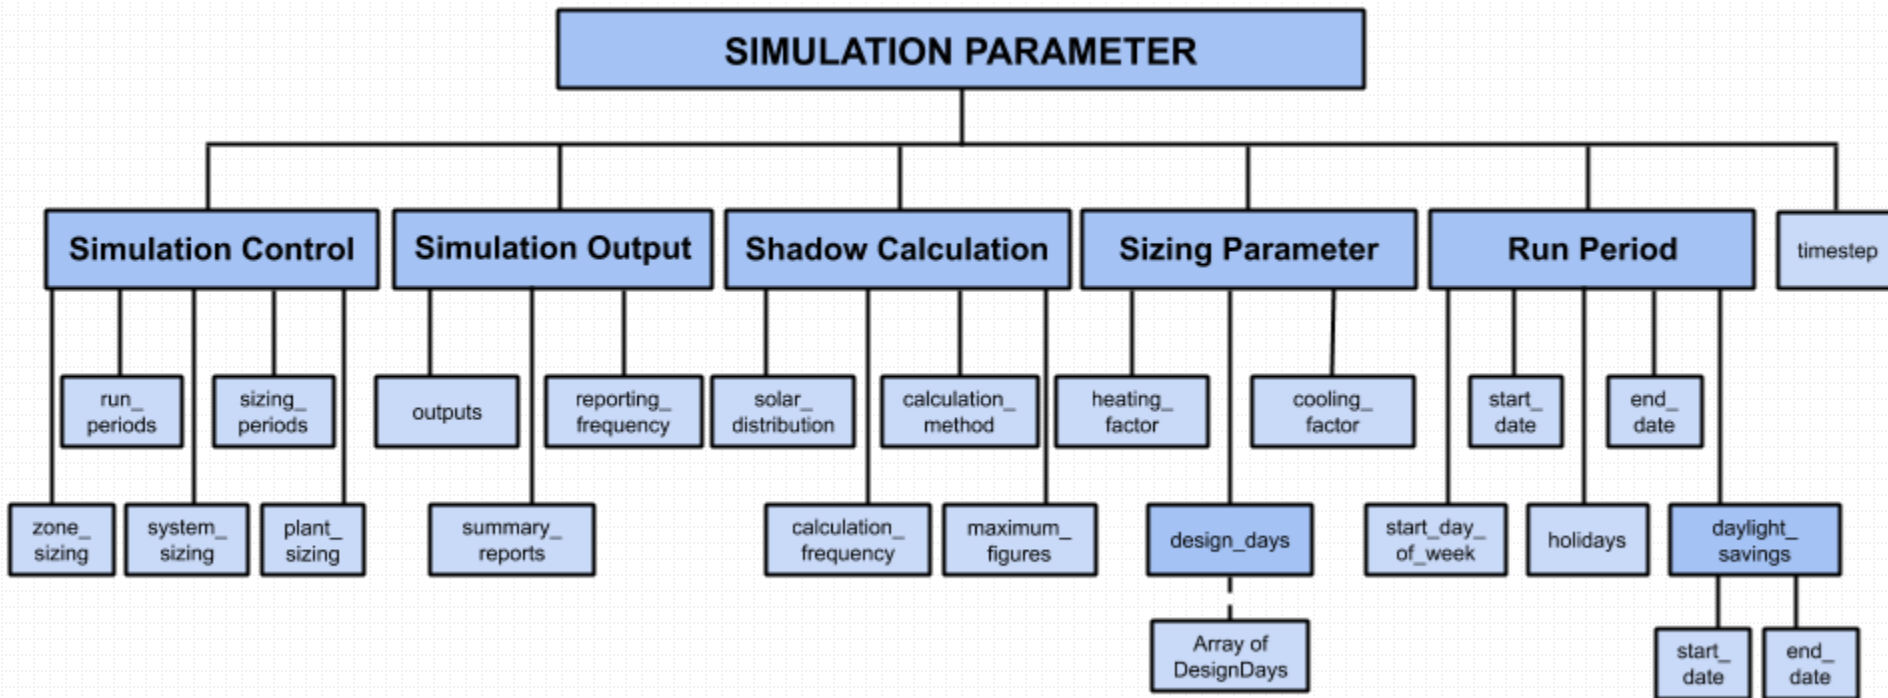 SIMULATION PARAMETER
Simulation Control
Simulation Output
Shadow Calculation
Sizing Parameter
Run Period
timestep
run_
periods
sizing_
periods
outputs
reporting_
frequency
solar_
distribution
calculation_
method
heating_
factor
cooling_
factor
start_
date
end_
date
zone_
sizing
system_
sizing
plant_
sizing
summary_
reports
calculation_
frequency
maximum_
figures
design_days
start_day_
of_week
holidays
daylight_
savings
Array of
DesignDays
start_
date
end_
date